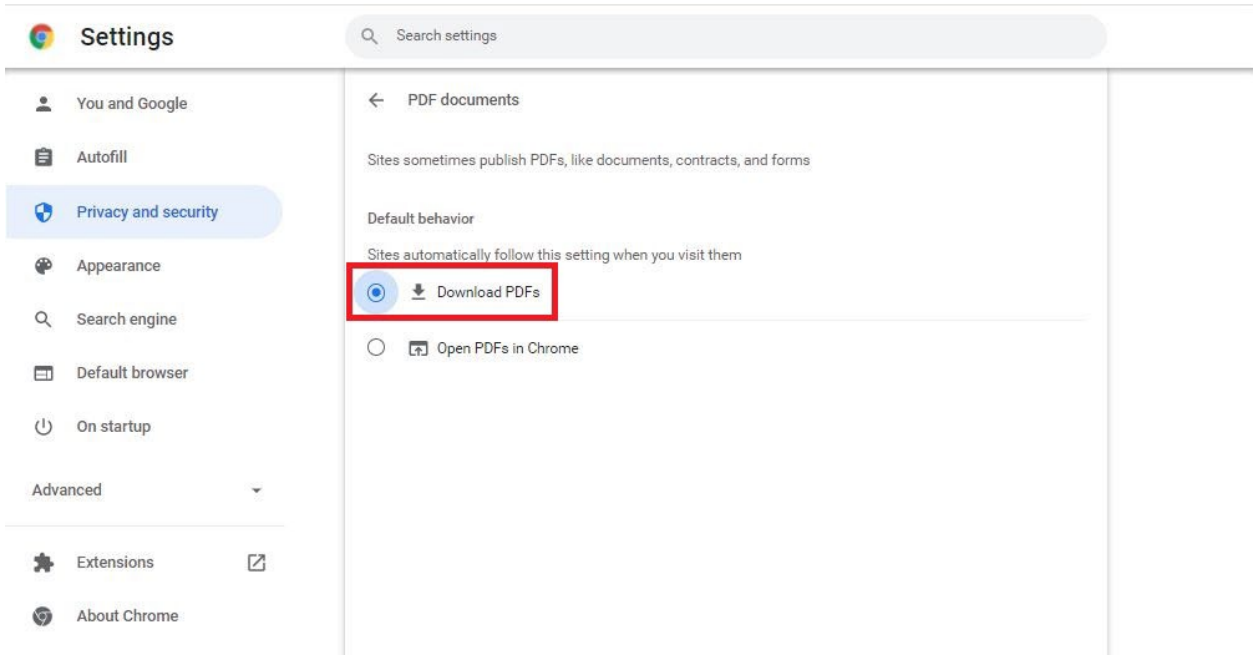 Settings
Search settings
You and Google
Autofill
Privacy and security
Appearance
Search engine
Default browser
On startup
Advanced
Extensions
About Chrome
PDF documents
Sites sometimes publish PDFs, like documents, contracts, and forms
Default behavior
Sites automatically follow this setting when you visit them
Download PDFs
Open PDFs in Chrome